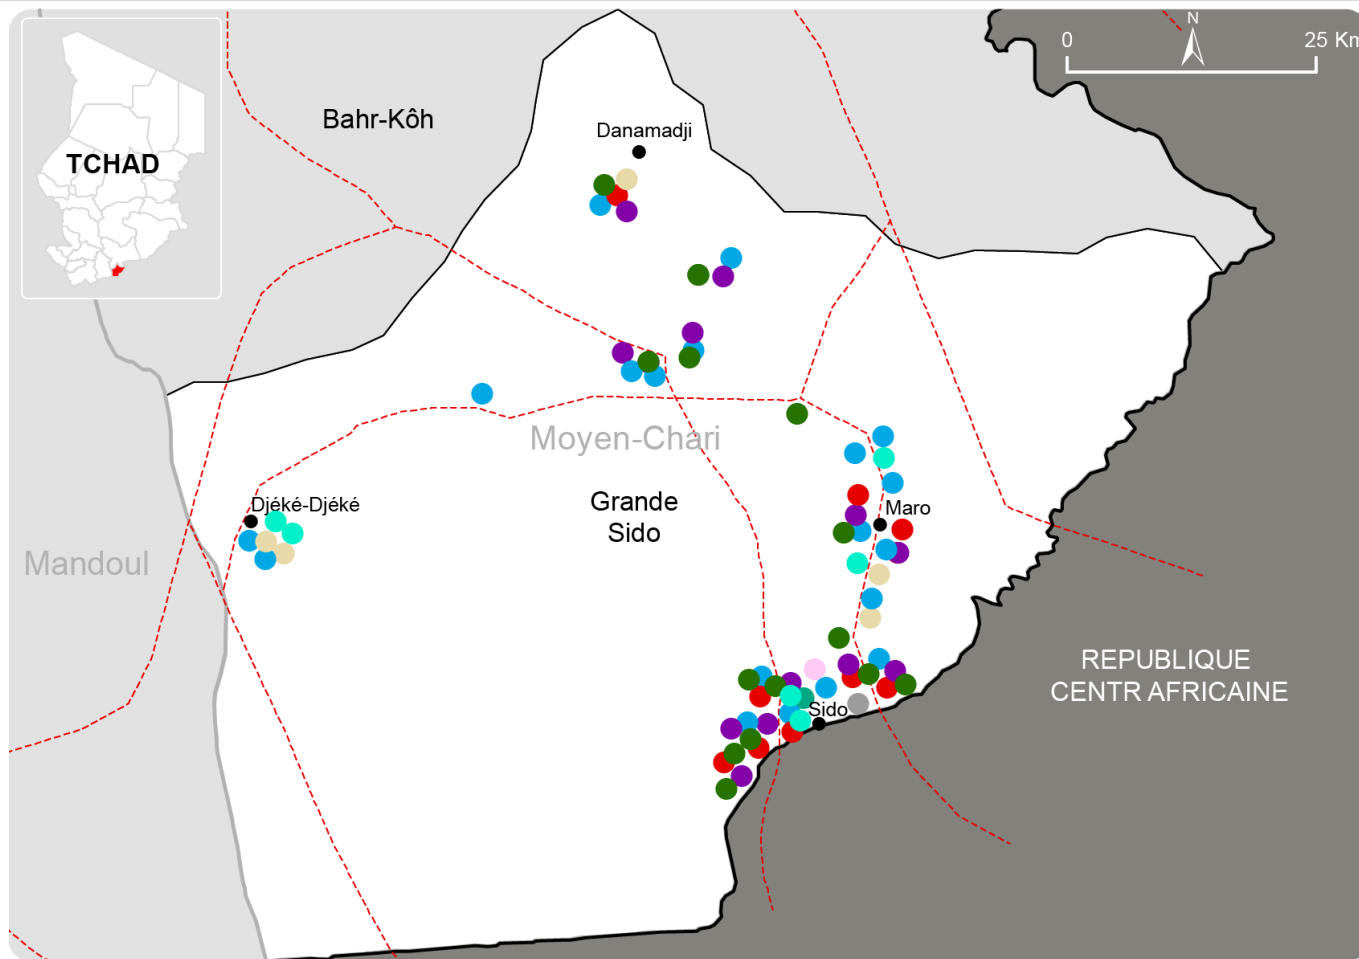 N
0
25 Km
Bahr-Kôh
Danamadji
TCHAD
Moyen-Chari
Grande
Sido
Djéké-Djéké
Maro
Mandoul
REPUBLIQUE
CENTR AFRICAINE
Sido